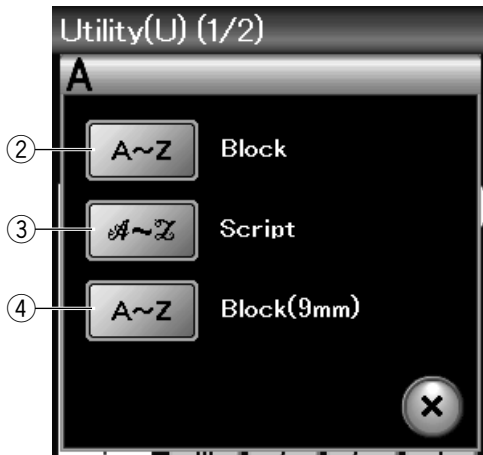 Utility(U) (1/2)
A
② A~Z Block
③ 𝒜~𝒵 Script
④ A~Z Block(9mm)
×